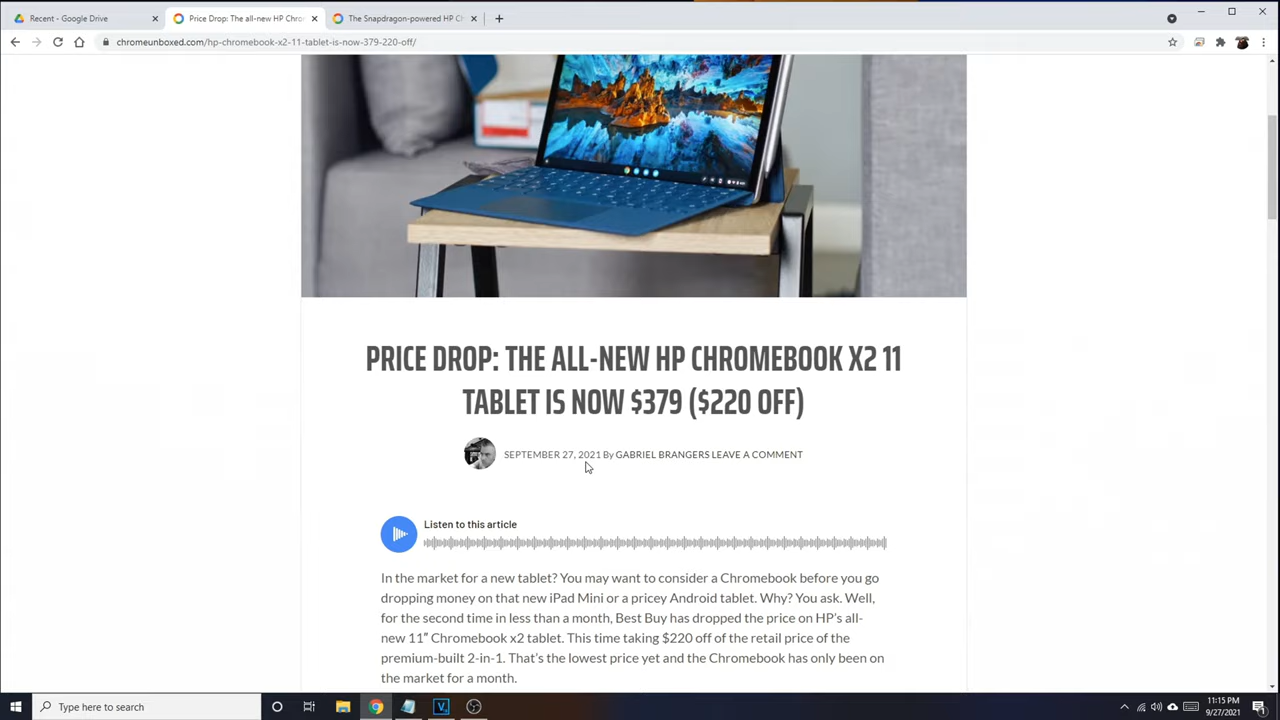 Recent - Google Drive
Price Drop: The all-new HP Chrom
The Snapdragon-powered HP Ch
chromeunboxed.com/hp-chromebook-x2-11-tablet-is-now-379-220-off/
PRICE DROP: THE ALL-NEW HP CHROMEBOOK X2 11
TABLET IS NOW $379 ($220 OFF)
SEPTEMBER 27, 2021 By GABRIEL BRANGERS LEAVE A COMMENT
Listen to this article
In the market for a new tablet? You may want to consider a Chromebook before you go
dropping money on that new iPad Mini or a pricey Android tablet. Why? You ask. Well,
for the second time in less than a month, Best Buy has dropped the price on HP's all-
new 11″ Chromebook x2 tablet. This time taking $220 off of the retail price of the
premium-built 2-in-1. That's the lowest price yet and the Chromebook has only been on
the market for a month.
Type here to search
11:15 PM
9/27/2021